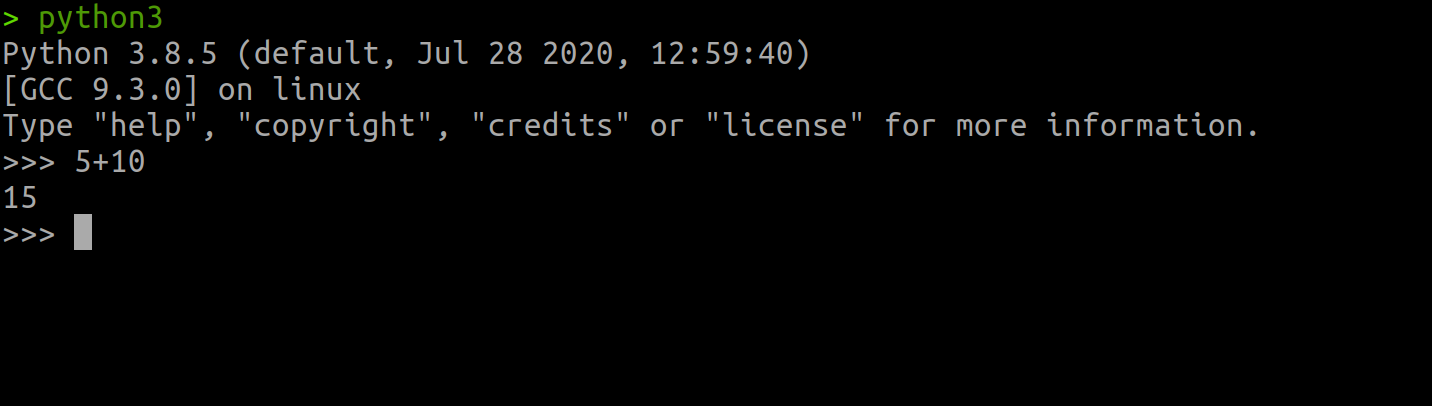 > python3
Python 3.8.5 (default, Jul 28 2020, 12:59:40)
[GCC 9.3.0] on linux
Type "help", "copyright", "credits" or "license" for more information.
>>> 5+10
15
>>>